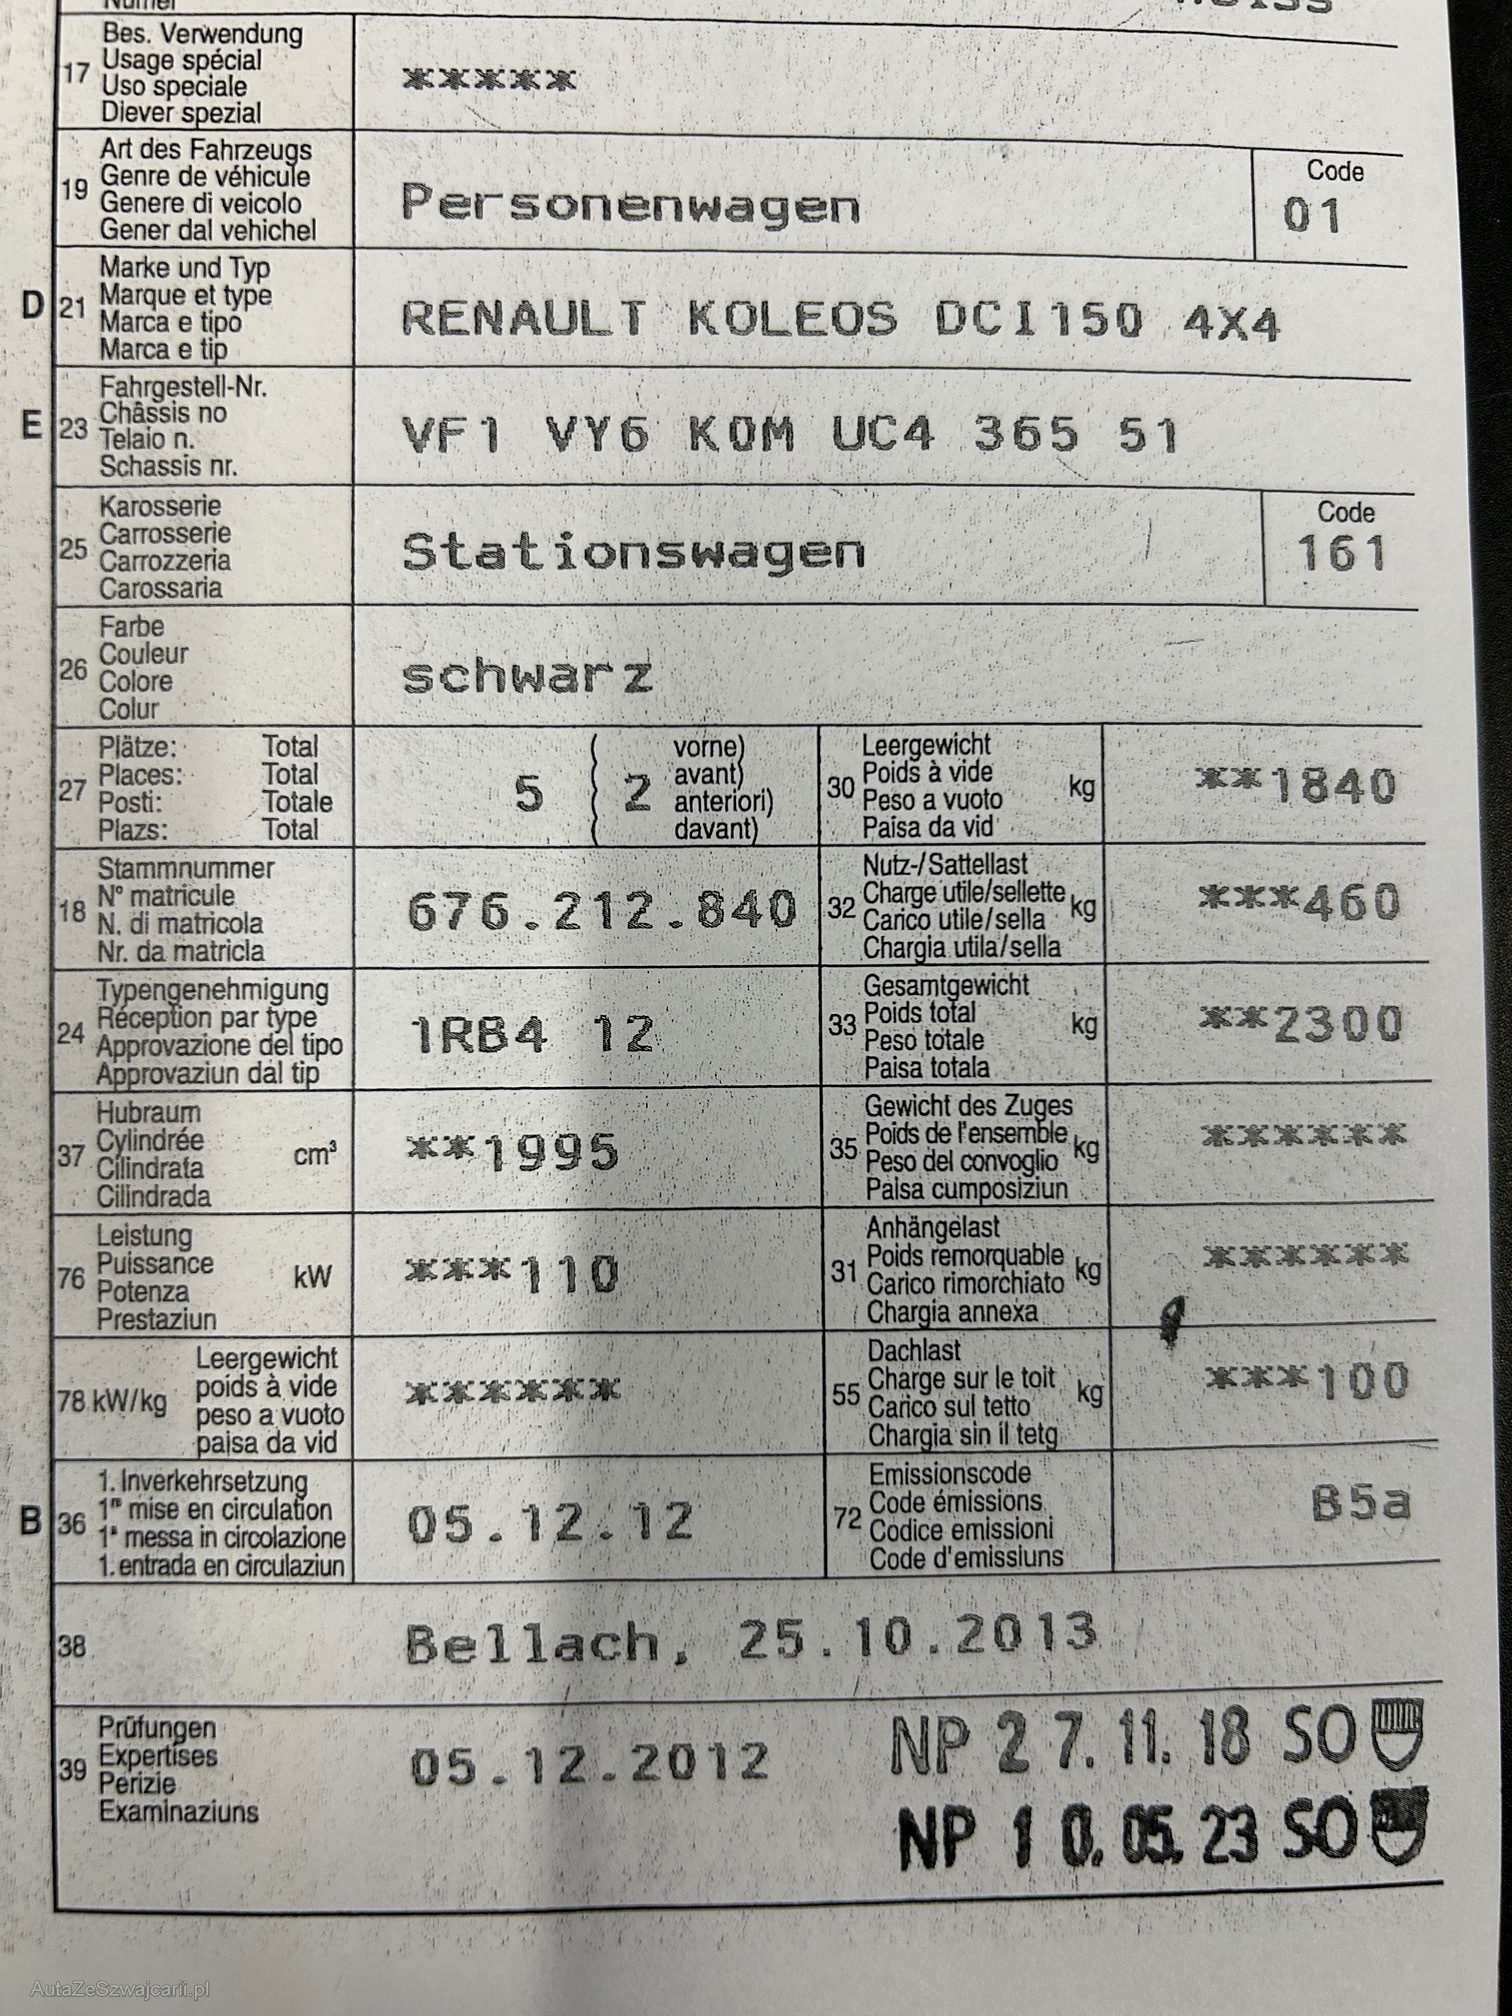 17 Bes. Verwendung
Usage spécial
Uso speciale
Diever spezial
*****
19 Art des Fahrzeugs
Genre de véhicule
Genere di veicolo
Gener dal vehichel
Personenwagen
Code
01
D 21 Marke und Typ
Marque et type
Marca e tipo
Marca e tip
RENAULT KOLEOS DCI150 4X4
E 23 Fahrgestell-Nr.
Châssis no
Telaio n.
Schassis nr.
VF1 VY6 K0M UC4 365 51
25 Karosserie
Carrosserie
Carrozzeria
Carossaria
Stationswagen
Code
161
26 Farbe
Couleur
Colore
Colur
schwarz
27 Plätze: Total
Places: Total
Posti: Totale
Plazs: Total
5 ( 2 vorne)
( avant)
( anteriori)
( davant)
30 Leergewicht
Poids à vide kg
Peso a vuoto
Paisa da vid
**1840
18 Stammnummer
N° matricule
N. di matricola
Nr. da matricla
676.212.840
32 Nutz-/Sattellast
Charge utile/sellette kg
Carico utile/sella
Chargia utila/sella
***460
24 Typengenehmigung
Réception par type
Approvazione del tipo
Approvaziun dal tip
1RB4 12
33 Gesamtgewicht
Poids total kg
Peso totale
Paisa totala
**2300
37 Hubraum
Cylindrée cm³
Cilindrata
Cilindrada
**1995
35 Gewicht des Zuges
Poids de l'ensemble kg
Peso del convoglio
Paisa cumposiziun
******
76 Leistung
Puissance kW
Potenza
Prestaziun
***110
31 Anhängelast
Poids remorquable kg
Carico rimorchiato
Chargia annexa
******
78 kW/kg Leergewicht
poids à vide
peso a vuoto
paisa da vid
******
55 Dachlast
Charge sur le toit kg
Carico sul tetto
Chargia sin il tetg
***100
B 36 1. Inverkehrsetzung
1re mise en circulation
1a messa in circolazione
1. entrada en circulaziun
05.12.12
72 Emissionscode
Code émissions
Codice emissioni
Code d'emissiuns
B5a
38 Bellach, 25.10.2013
39 Prüfungen
Expertises
Perizie
Examinaziuns
05.12.2012
NP 27.11.18 SO
NP 10.05.23 SO
AutaZeSzwajcarii.pl